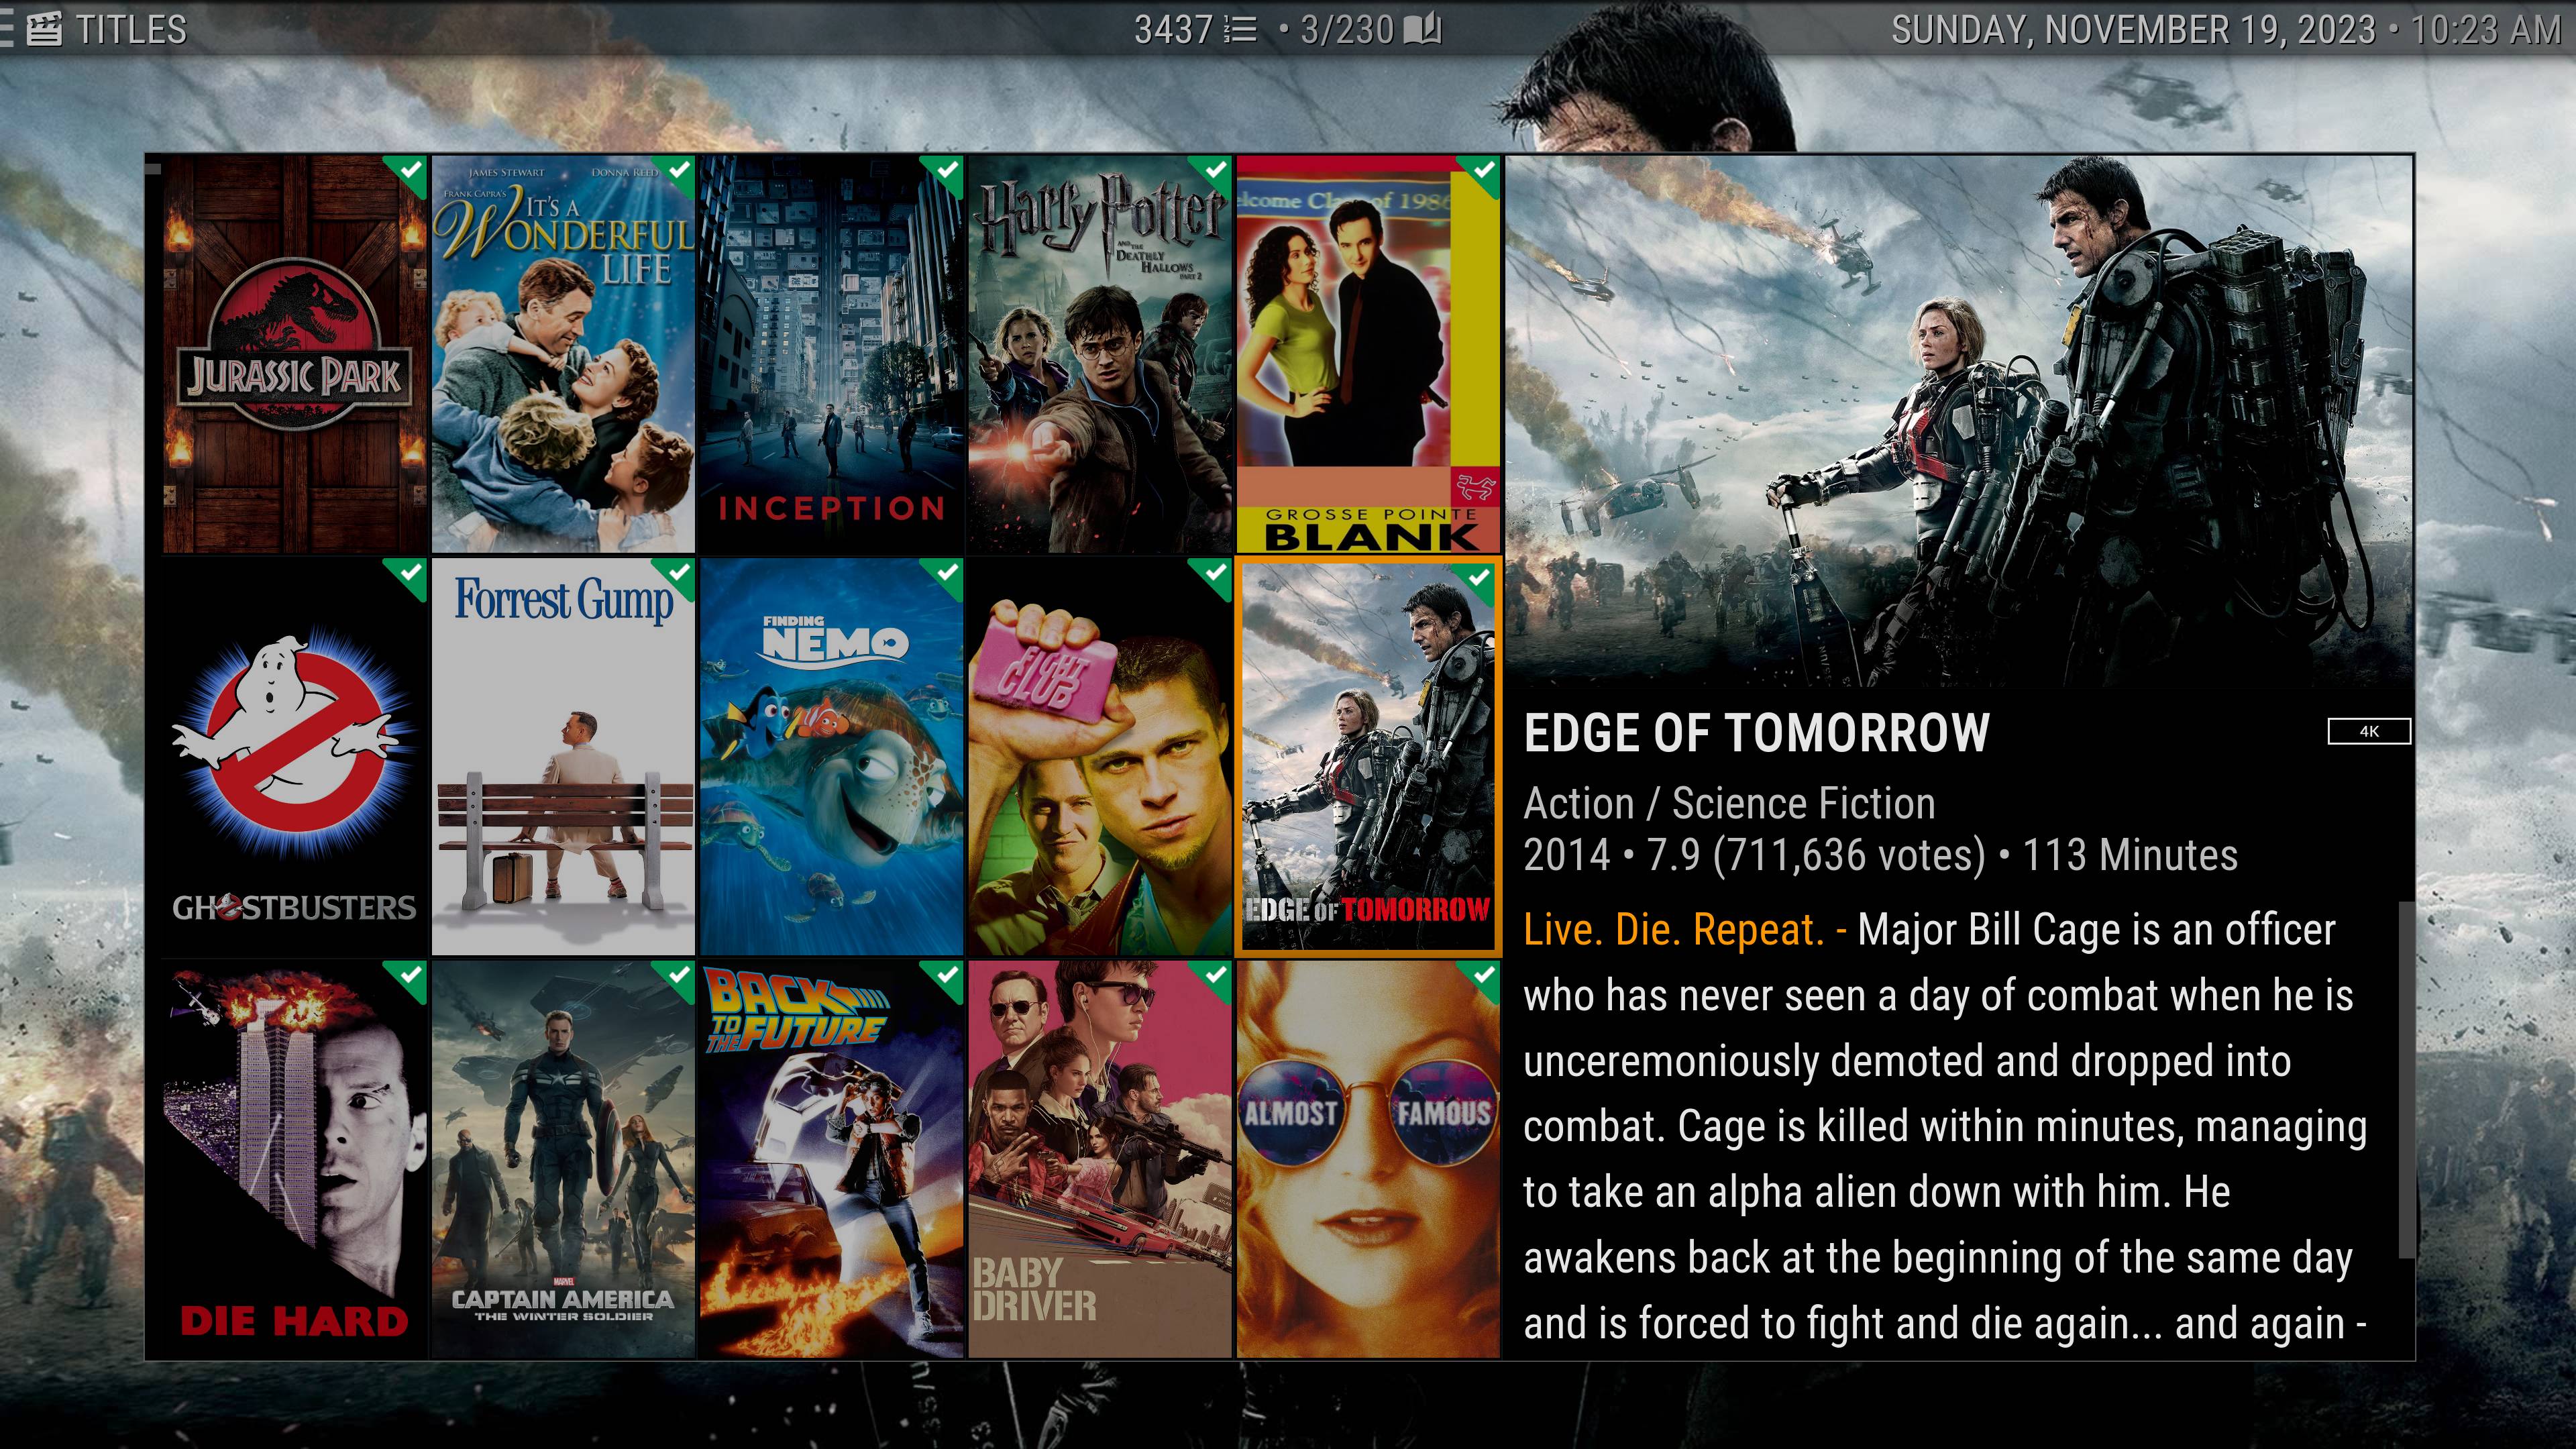 TITLES
3437 • 3/230
SUNDAY, NOVEMBER 19, 2023 • 10:23 AM
JURASSIC PARK
JAMES STEWART DONNA REED
FRANK CAPRA'S
IT'S A
WONDERFUL
LIFE
INCEPTION
Harry Potter
AND THE
DEATHLY
HALLOWS
PART 2
elcome Cla of 1986
GROSSE POINTE
BLANK
GHOSTBUSTERS
Forrest Gump
FINDING
NEMO
FIGHT
CLUB
EDGE OF TOMORROW
DIE HARD
MARVEL
CAPTAIN AMERICA
THE WINTER SOLDIER
BACK
TO THE FUTURE
BABY
DRIVER
ALMOST FAMOUS
EDGE OF TOMORROW
4K
Action / Science Fiction
2014 • 7.9 (711,636 votes) • 113 Minutes
Live. Die. Repeat. - Major Bill Cage is an officer
who has never seen a day of combat when he is
unceremoniously demoted and dropped into
combat. Cage is killed within minutes, managing
to take an alpha alien down with him. He
awakens back at the beginning of the same day
and is forced to fight and die again... and again -